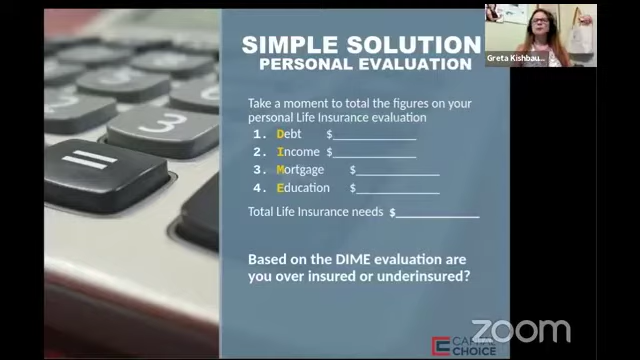 SIMPLE SOLUTION
PERSONAL EVALUATION
Greta Kishbau...
Take a moment to total the figures on your
personal Life Insurance evaluation
1. Debt $
2. Income $
3. Mortgage $
4. Education $
Total Life Insurance needs $
Based on the DIME evaluation are
you over insured or underinsured?
3
=
CAPITAL
CHOICE
zoom